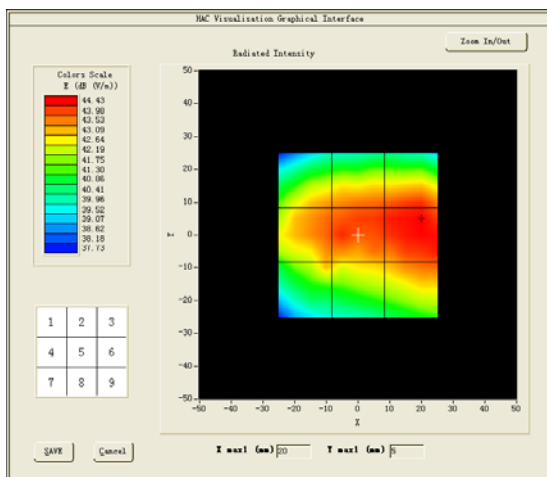 HAC Visualisation Graphical Interface
Zoom In/Out
Radiated Intensity
Colors Scale
E (dB (V/m))
44.43
43.98
43.53
43.09
42.64
42.19
41.75
41.30
40.86
40.41
39.96
39.52
39.07
38.62
38.18
37.73
50
40
30
20
10
0
-10
-20
-30
-40
-50
Y
-50 -40 -30 -20 -10 0 10 20 30 40 50
X
1 2 3
4 5 6
7 8 9
SAVE
Cancel
X max1 (mm) 20
Y max1 (mm) 5